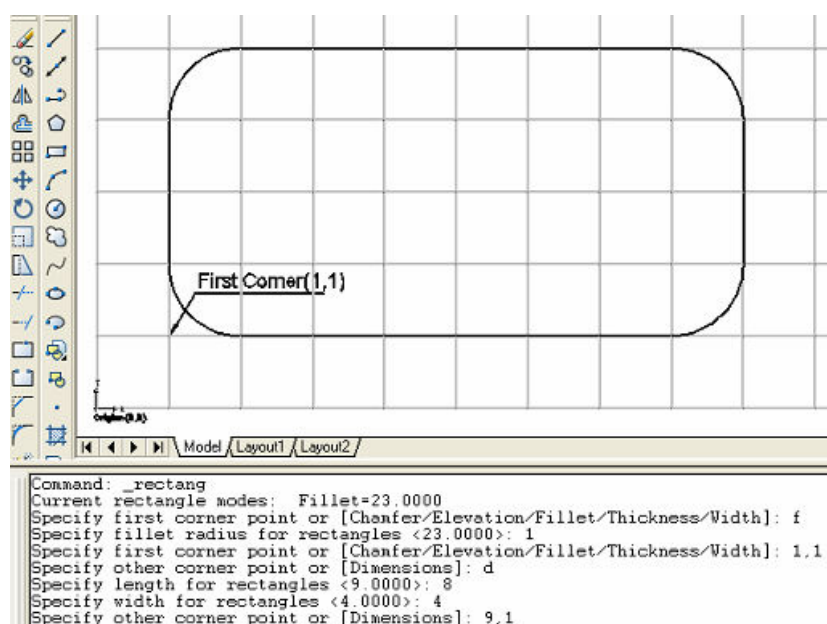 First Corner(1,1)
Model Layout1 Layout2
Command: _rectang
Current rectangle modes:  Fillet=23.0000
Specify first corner point or [Chamfer/Elevation/Fillet/Thickness/Width]: f
Specify fillet radius for rectangles <23.0000>: 1
Specify first corner point or [Chamfer/Elevation/Fillet/Thickness/Width]: 1,1
Specify other corner point or [Dimensions]: d
Specify length for rectangles <9.0000>: 8
Specify width for rectangles <4.0000>: 4
Specify other corner point or [Dimensions]: 9,1